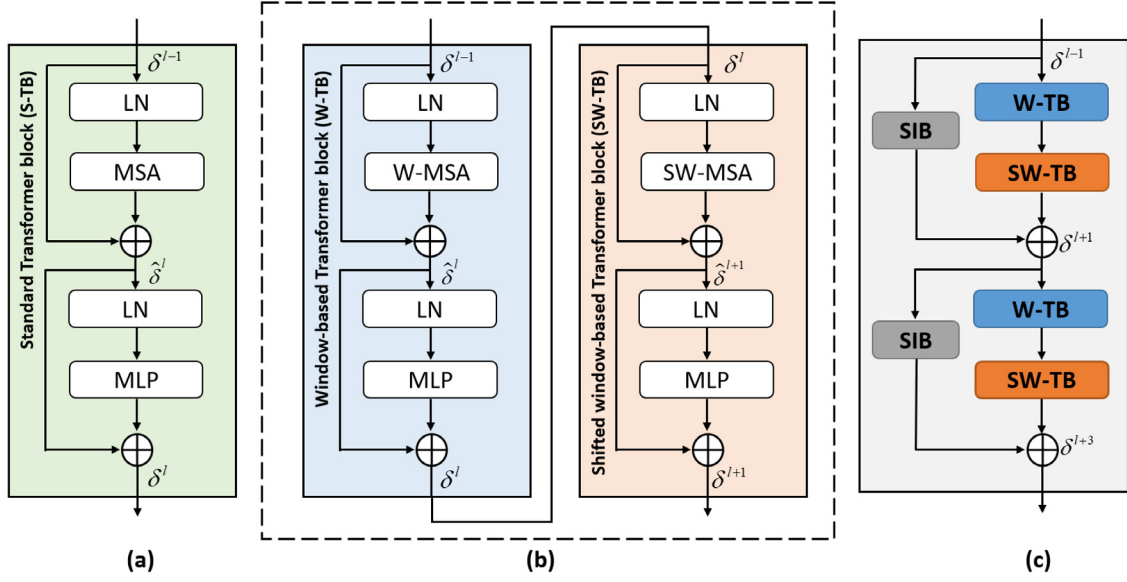 Standard Transformer block (S-TB)
δ^{l-1}
LN
MSA
δ̂^{l}
LN
MLP
δ^{l}
(a)
Window-based Transformer block (W-TB)
δ^{l-1}
LN
W-MSA
δ̂^{l}
LN
MLP
δ^{l}
Shifted window-based Transformer block (SW-TB)
δ^{l}
LN
SW-MSA
δ̂^{l+1}
LN
MLP
δ^{l+1}
(b)
δ^{l-1}
W-TB
SIB
SW-TB
δ^{l+1}
W-TB
SIB
SW-TB
δ^{l+3}
(c)